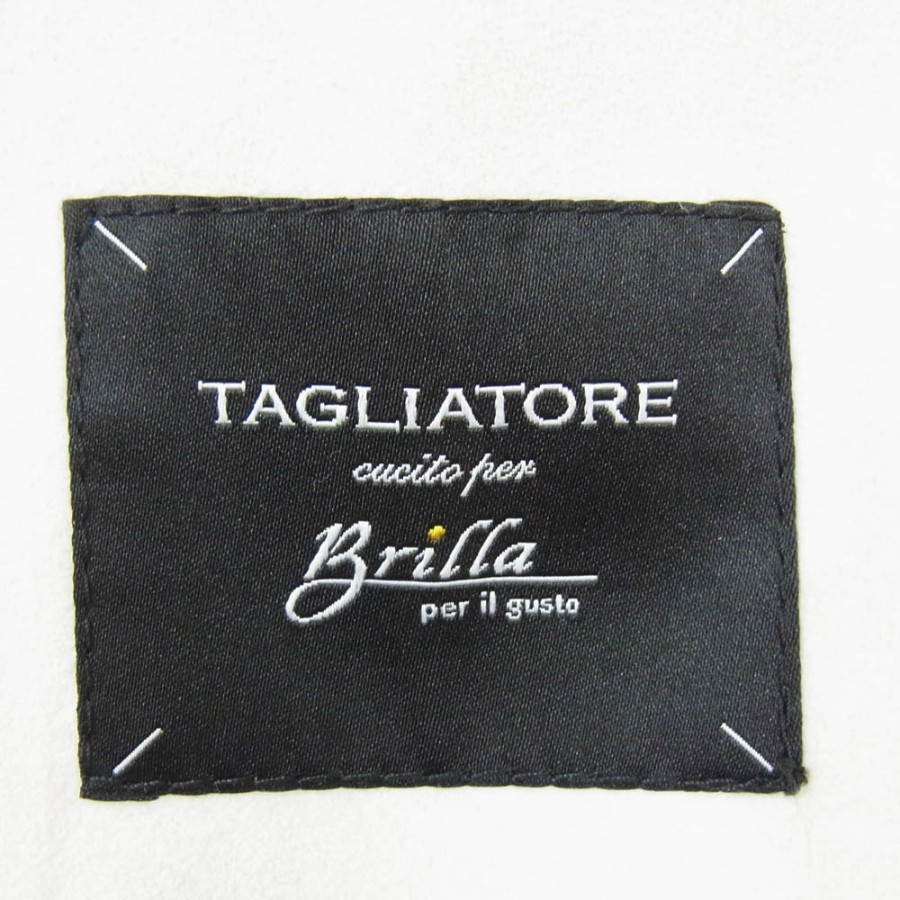 TAGLIATORE
cucito per
Brilla
per il gusto